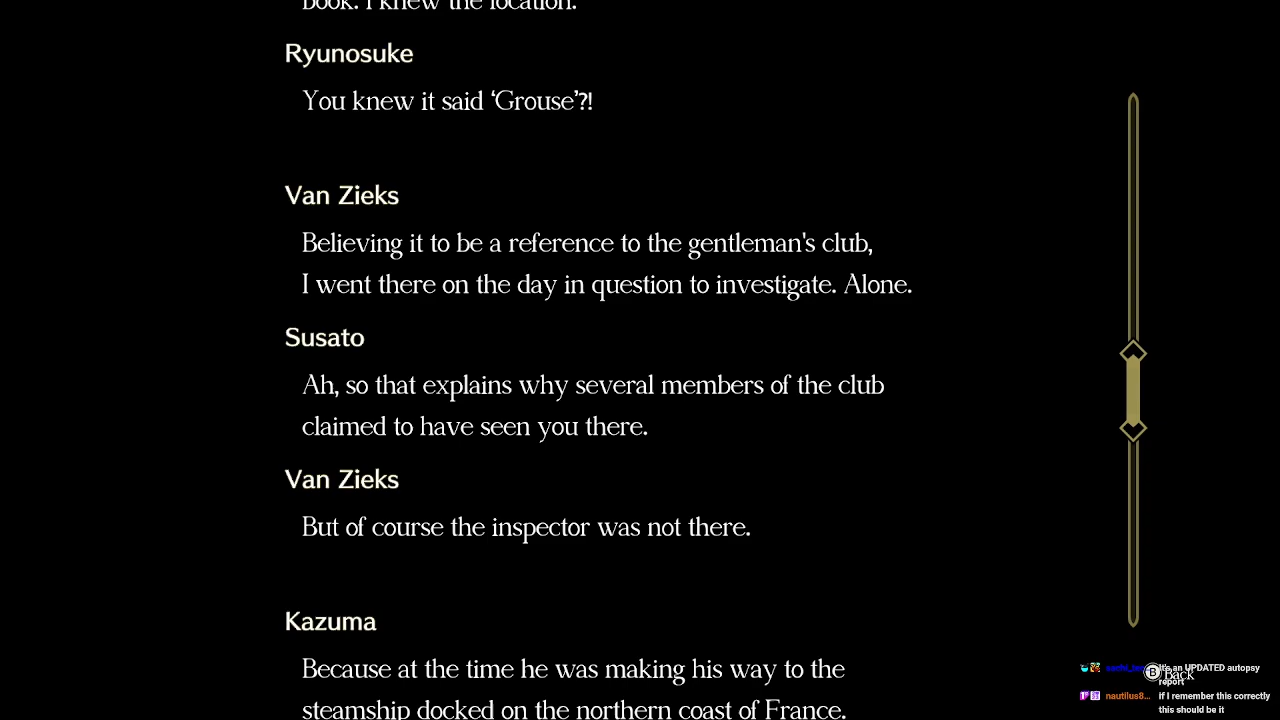 Book. I knew the location.
Ryunosuke
You knew it said ‘Grouse’?!
Van Zieks
Believing it to be a reference to the gentleman's club,
I went there on the day in question to investigate. Alone.
Susato
Ah, so that explains why several members of the club
claimed to have seen you there.
Van Zieks
But of course the inspector was not there.
Kazuma
Because at the time he was making his way to the
steamship docked on the northern coast of France.
It's an UPDATED autopsy
report
B Back
nautilus8... if I remember this correctly
this should be it